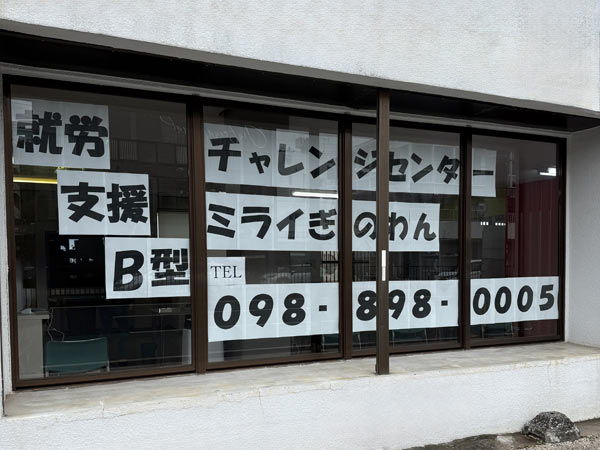 就労
支援
B型
チャレンジセンター
ミライぎのわん
TEL
098-898-0005